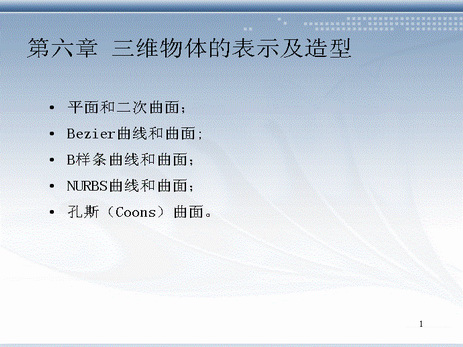 第六章 三维物体的表示及造型
• 平面和二次曲面；
• Bezier曲线和曲面;
• B样条曲线和曲面；
• NURBS曲线和曲面；
• 孔斯（Coons）曲面。
1